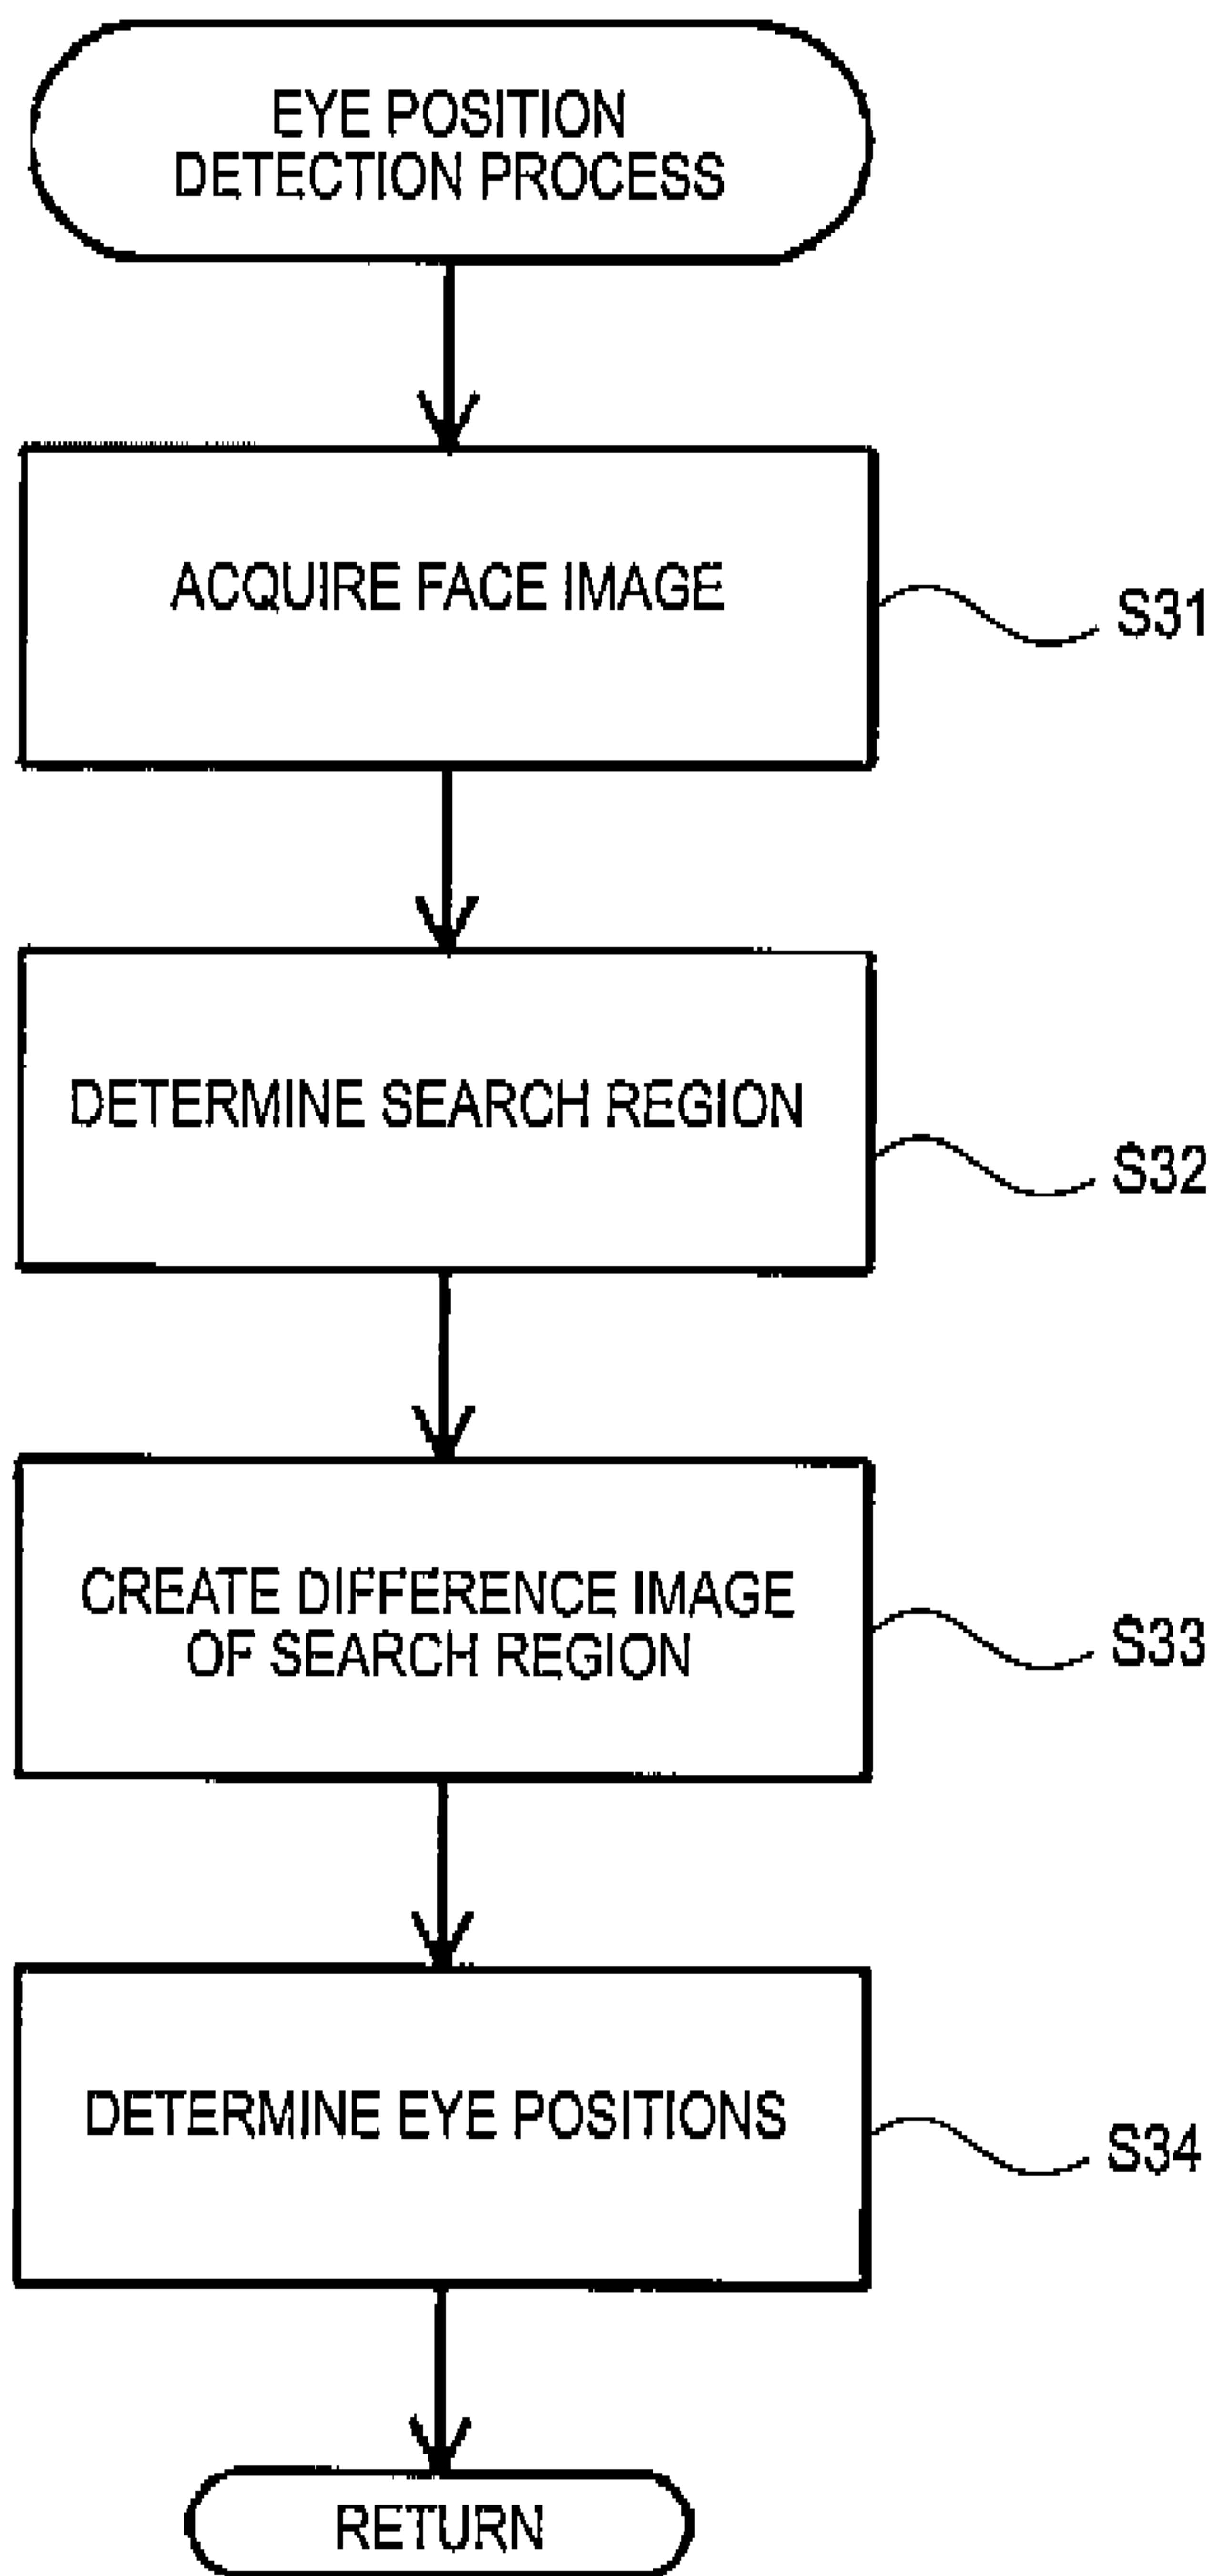 EYE POSITION
DETECTION PROCESS
ACQUIRE FACE IMAGE
S31
DETERMINE SEARCH REGION
S32
CREATE DIFFERENCE IMAGE
OF SEARCH REGION
S33
DETERMINE EYE POSITIONS
S34
RETURN